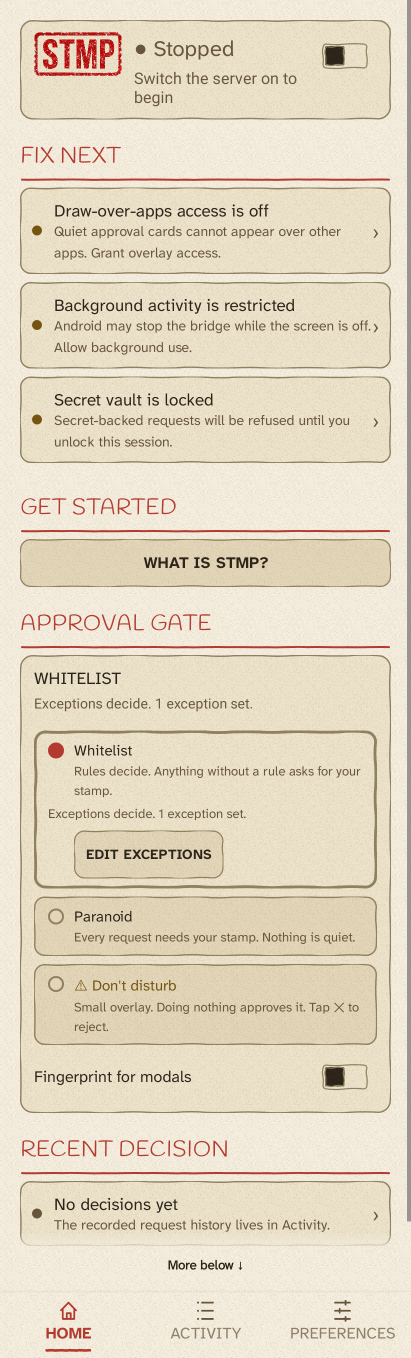 STMP
● Stopped
Switch the server on to
begin
FIX NEXT
Draw-over-apps access is off
Quiet approval cards cannot appear over other
apps. Grant overlay access.
Background activity is restricted
Android may stop the bridge while the screen is off.
Allow background use.
Secret vault is locked
Secret-backed requests will be refused until you
unlock this session.
GET STARTED
WHAT IS STMP?
APPROVAL GATE
WHITELIST
Exceptions decide. 1 exception set.
Whitelist
Rules decide. Anything without a rule asks for your
stamp.
Exceptions decide. 1 exception set.
EDIT EXCEPTIONS
Paranoid
Every request needs your stamp. Nothing is quiet.
⚠ Don't disturb
Small overlay. Doing nothing approves it. Tap ✕ to
reject.
Fingerprint for modals
RECENT DECISION
No decisions yet
The recorded request history lives in Activity.
More below ↓
HOME ACTIVITY PREFERENCES